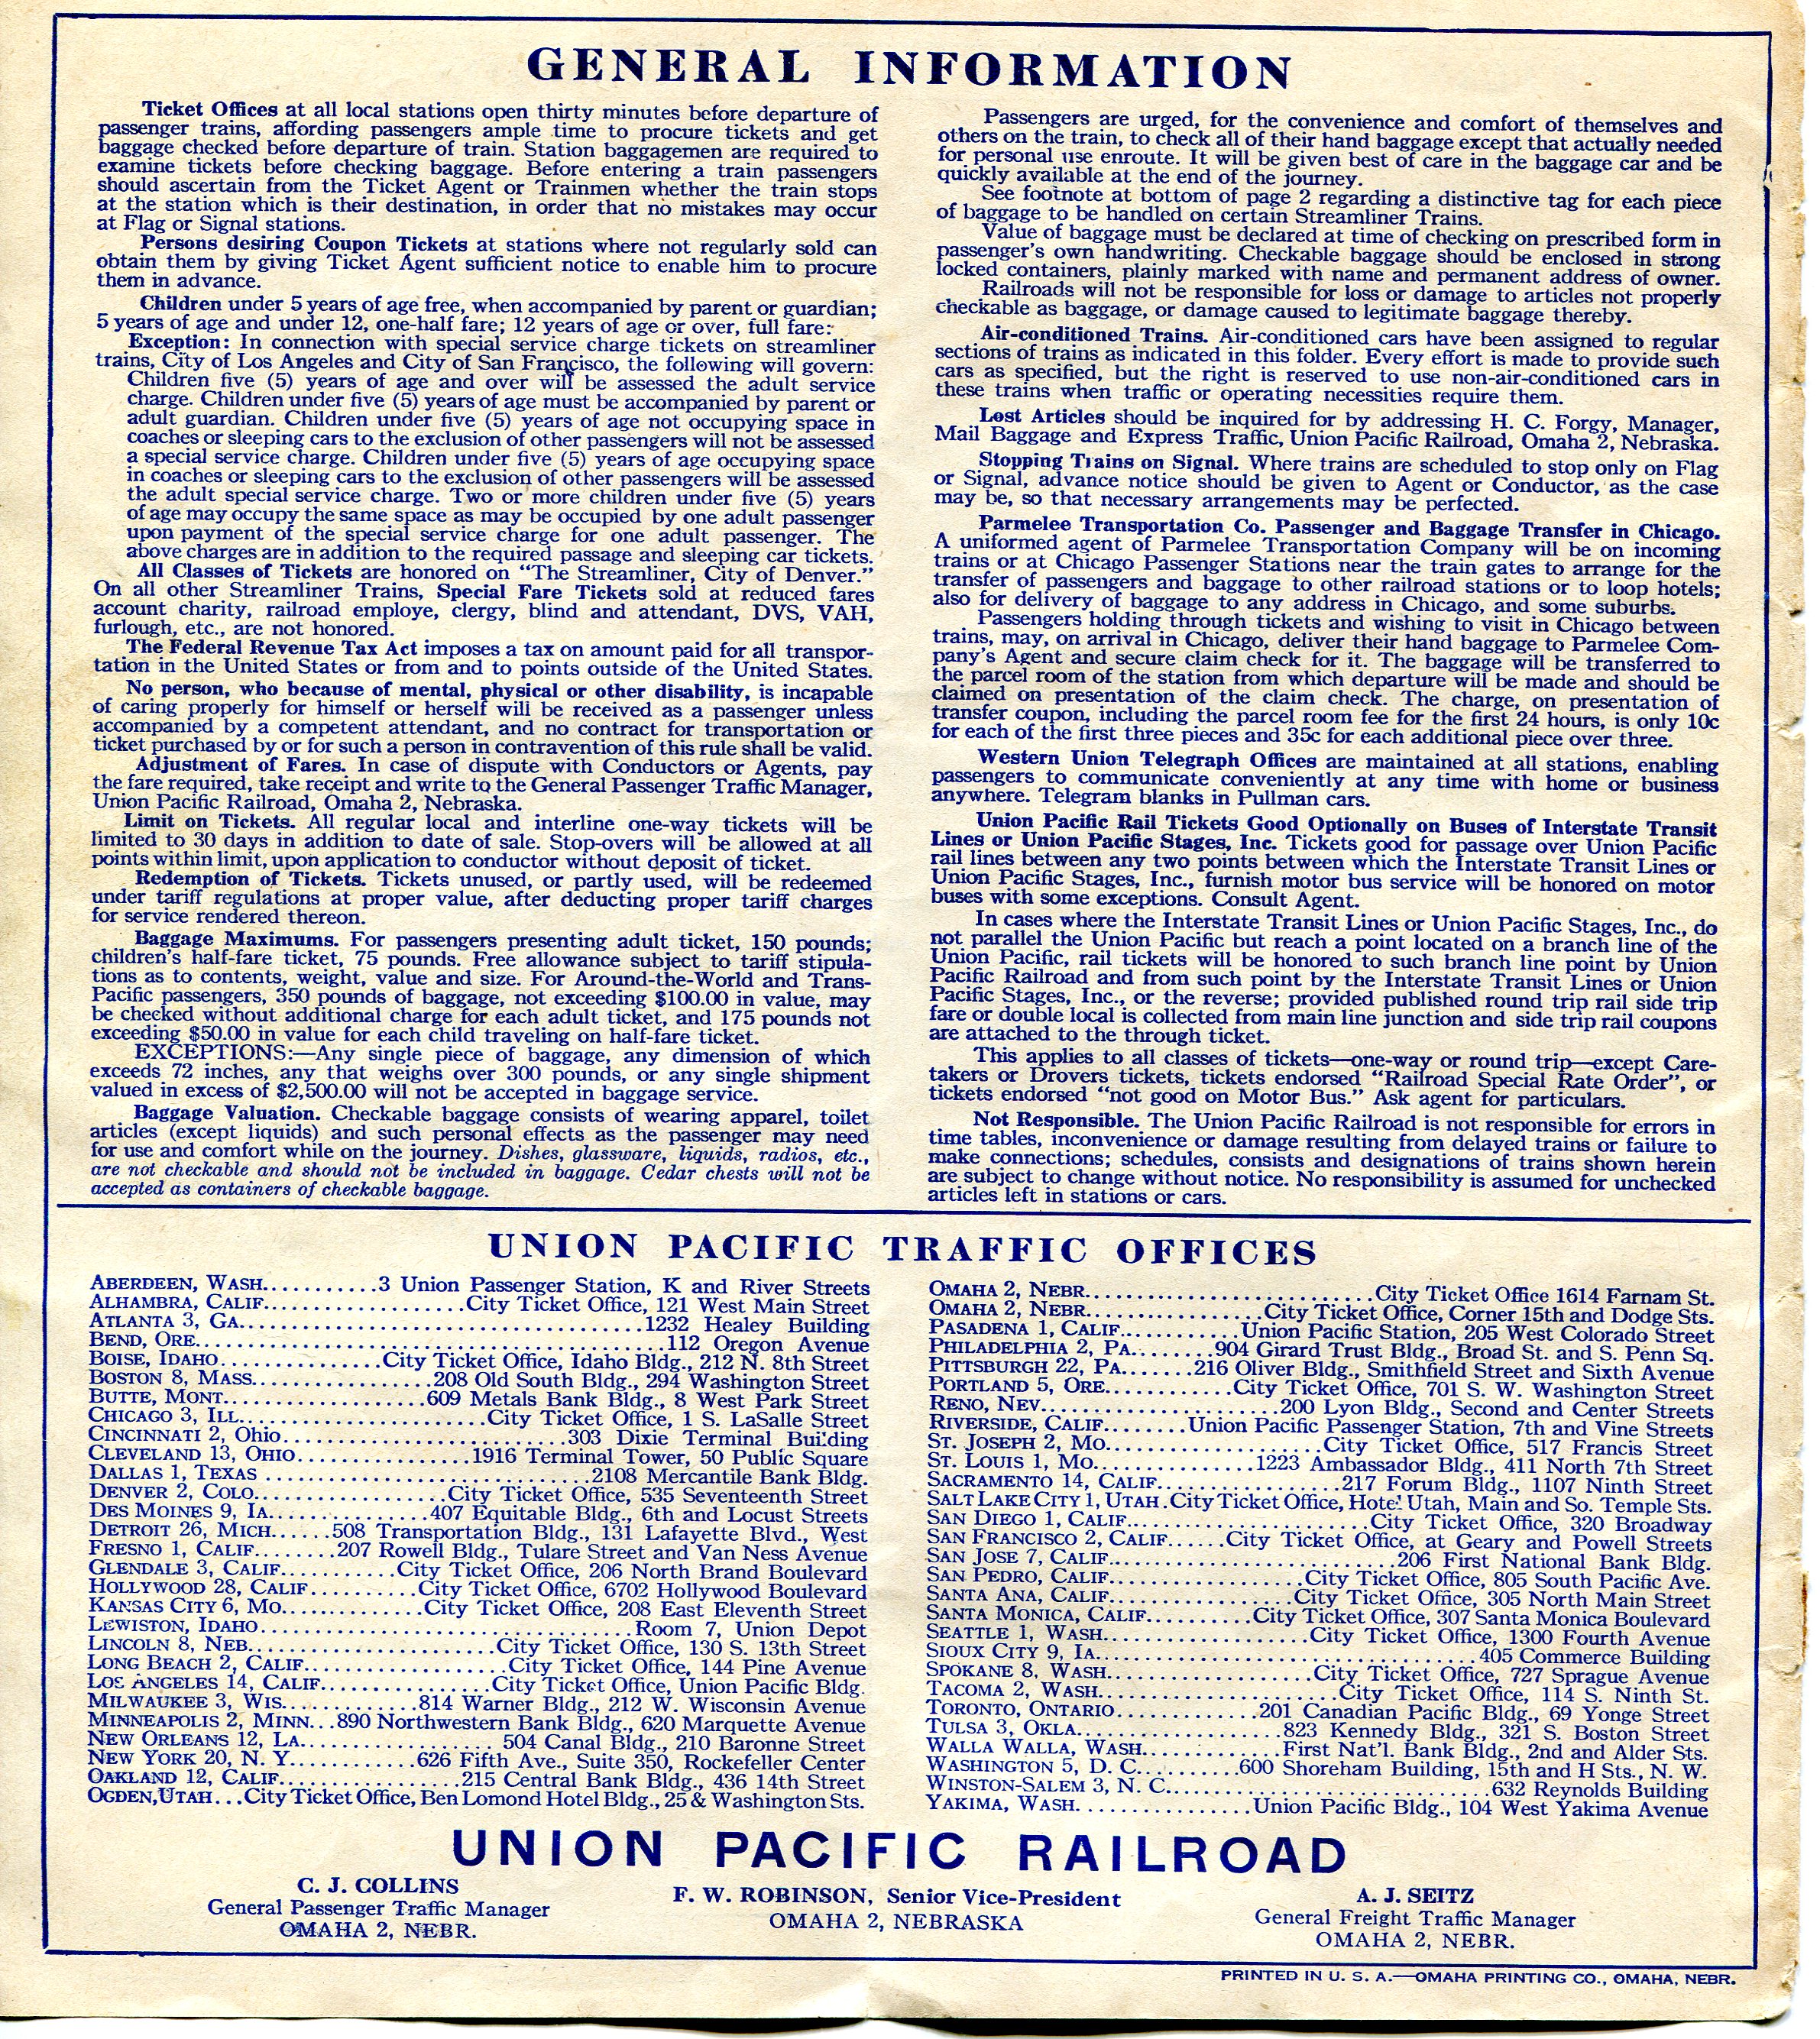 GENERAL INFORMATION
Ticket Offices at all local stations open thirty minutes before departure of
passenger trains, affording passengers ample time to procure tickets and get
baggage checked before departure of train. Station baggagemen are required to
examine tickets before checking baggage. Before entering a train passengers
should ascertain from the Ticket Agent or Trainmen whether the train stops
at the station which is their destination, in order that no mistakes may occur
at Flag or Signal stations.
Persons desiring Coupon Tickets at stations where not regularly sold can
obtain them by giving Ticket Agent sufficient notice to enable him to procure
them in advance.
Children under 5 years of age free, when accompanied by parent or guardian;
5 years of age and under 12, one-half fare; 12 years of age or over, full fare:
Exception: In connection with special service charge tickets on streamliner
trains, City of Los Angeles and City of San Francisco, the following will govern:
Children five (5) years of age and over will be assessed the adult service
charge. Children under five (5) years of age must be accompanied by parent or
adult guardian. Children under five (5) years of age not occupying space in
coaches or sleeping cars to the exclusion of other passengers will not be assessed
a special service charge. Children under five (5) years of age occupying space
in coaches or sleeping cars to the exclusion of other passengers will be assessed
the adult special service charge. Two or more children under five (5) years
of age may occupy the same space as may be occupied by one adult passenger
upon payment of the special service charge for one adult passenger. The
above charges are in addition to the required passage and sleeping car tickets.
All Classes of Tickets are honored on "The Streamliner, City of Denver."
On all other Streamliner Trains, Special Fare Tickets sold at reduced fares
account charity, railroad employe, clergy, blind and attendant, DVS, VAH,
furlough, etc., are not honored.
The Federal Revenue Tax Act imposes a tax on amount paid for all transpor-
tation in the United States or from and to points outside of the United States.
No person, who because of mental, physical or other disability, is incapable
of caring properly for himself or herself will be received as a passenger unless
accompanied by a competent attendant, and no contract for transportation or
ticket purchased by or for such a person in contravention of this rule shall be valid.
Adjustment of Fares. In case of dispute with Conductors or Agents, pay
the fare required, take receipt and write to the General Passenger Traffic Manager,
Union Pacific Railroad, Omaha 2, Nebraska.
Limit on Tickets. All regular local and interline one-way tickets will be
limited to 30 days in addition to date of sale. Stop-overs will be allowed at all
points within limit, upon application to conductor without deposit of ticket.
Redemption of Tickets. Tickets unused, or partly used, will be redeemed
under tariff regulations at proper value, after deducting proper tariff charges
for service rendered thereon.
Baggage Maximums. For passengers presenting adult ticket, 150 pounds;
children's half-fare ticket, 75 pounds. Free allowance subject to tariff stipula-
tions as to contents, weight, value and size. For Around-the-World and Trans-
Pacific passengers, 350 pounds of baggage, not exceeding $100.00 in value, may
be checked without additional charge for each adult ticket, and 175 pounds not
exceeding $50.00 in value for each child traveling on half-fare ticket.
EXCEPTIONS:—Any single piece of baggage, any dimension of which
exceeds 72 inches, any that weighs over 300 pounds, or any single shipment
valued in excess of $2,500.00 will not be accepted in baggage service.
Baggage Valuation. Checkable baggage consists of wearing apparel, toilet
articles (except liquids) and such personal effects as the passenger may need
for use and comfort while on the journey. Dishes, glassware, liquids, radios, etc.,
are not checkable and should not be included in baggage. Cedar chests will not be
accepted as containers of checkable baggage.
Passengers are urged, for the convenience and comfort of themselves and
others on the train, to check all of their hand baggage except that actually needed
for personal use enroute. It will be given best of care in the baggage car and be
quickly available at the end of the journey.
See footnote at bottom of page 2 regarding a distinctive tag for each piece
of baggage to be handled on certain Streamliner Trains.
Value of baggage must be declared at time of checking on prescribed form in
passenger's own handwriting. Checkable baggage should be enclosed in strong
locked containers, plainly marked with name and permanent address of owner.
Railroads will not be responsible for loss or damage to articles not properly
checkable as baggage, or damage caused to legitimate baggage thereby.
Air-conditioned Trains. Air-conditioned cars have been assigned to regular
sections of trains as indicated in this folder. Every effort is made to provide such
cars as specified, but the right is reserved to use non-air-conditioned cars in
these trains when traffic or operating necessities require them.
Lost Articles should be inquired for by addressing H. C. Forgy, Manager,
Mail Baggage and Express Traffic, Union Pacific Railroad, Omaha 2, Nebraska.
Stopping Trains on Signal. Where trains are scheduled to stop only on Flag
or Signal, advance notice should be given to Agent or Conductor, as the case
may be, so that necessary arrangements may be perfected.
Parmelee Transportation Co. Passenger and Baggage Transfer in Chicago.
A uniformed agent of Parmelee Transportation Company will be on incoming
trains or at Chicago Passenger Stations near the train gates to arrange for the
transfer of passengers and baggage to other railroad stations or to loop hotels;
also for delivery of baggage to any address in Chicago, and some suburbs.
Passengers holding through tickets and wishing to visit in Chicago between
trains, may, on arrival in Chicago, deliver their hand baggage to Parmelee Com-
pany's Agent and secure claim check for it. The baggage will be transferred to
the parcel room of the station from which departure will be made and should be
claimed on presentation of the claim check. The charge, on presentation of
transfer coupon, including the parcel room fee for the first 24 hours, is only 10c
for each of the first three pieces and 35c for each additional piece over three.
Western Union Telegraph Offices are maintained at all stations, enabling
passengers to communicate conveniently at any time with home or business
anywhere. Telegram blanks in Pullman cars.
Union Pacific Rail Tickets Good Optionally on Buses of Interstate Transit
Lines or Union Pacific Stages, Inc. Tickets good for passage over Union Pacific
rail lines between any two points between which the Interstate Transit Lines or
Union Pacific Stages, Inc., furnish motor bus service will be honored on motor
buses with some exceptions. Consult Agent.
In cases where the Interstate Transit Lines or Union Pacific Stages, Inc., do
not parallel the Union Pacific but reach a point located on a branch line of the
Union Pacific, rail tickets will be honored to such branch line point by Union
Pacific Railroad and from such point by the Interstate Transit Lines or Union
Pacific Stages, Inc., or the reverse; provided published round trip rail side trip
fare or double local is collected from main line junction and side trip rail coupons
are attached to the through ticket.
This applies to all classes of tickets—one-way or round trip—except Care-
takers or Drovers tickets, tickets endorsed "Railroad Special Rate Order", or
tickets endorsed "not good on Motor Bus." Ask agent for particulars.
Not Responsible. The Union Pacific Railroad is not responsible for errors in
time tables, inconvenience or damage resulting from delayed trains or failure to
make connections; schedules, consists and designations of trains shown herein
are subject to change without notice. No responsibility is assumed for unchecked
articles left in stations or cars.
UNION PACIFIC TRAFFIC OFFICES
ABERDEEN, WASH...........3 Union Passenger Station, K and River Streets
ALHAMBRA, CALIF....................City Ticket Office, 121 West Main Street
ATLANTA 3, GA........................................1232 Healey Building
BEND, ORE..............................................112 Oregon Avenue
BOISE, IDAHO................City Ticket Office, Idaho Bldg., 212 N. 8th Street
BOSTON 8, MASS..................208 Old South Bldg., 294 Washington Street
BUTTE, MONT....................609 Metals Bank Bldg., 8 West Park Street
CHICAGO 3, ILL.........................City Ticket Office, 1 S. LaSalle Street
CINCINNATI 2, Ohio.............................303 Dixie Terminal Building
CLEVELAND 13, OHIO.................1916 Terminal Tower, 50 Public Square
DALLAS 1, TEXAS ................................2108 Mercantile Bank Bldg.
DENVER 2, COLO...................City Ticket Office, 535 Seventeenth Street
DES MOINES 9, IA................407 Equitable Bldg., 6th and Locust Streets
DETROIT 26, MICH......508 Transportation Bldg., 131 Lafayette Blvd., West
FRESNO 1, CALIF........207 Rowell Bldg., Tulare Street and Van Ness Avenue
GLENDALE 3, CALIF..........City Ticket Office, 206 North Brand Boulevard
HOLLYWOOD 28, CALIF..........City Ticket Office, 6702 Hollywood Boulevard
KANSAS CITY 6, MO.............City Ticket Office, 208 East Eleventh Street
LEWISTON, IDAHO....................................Room 7, Union Depot
LINCOLN 8, NEB.......................City Ticket Office, 130 S. 13th Street
LONG BEACH 2, CALIF...................City Ticket Office, 144 Pine Avenue
LOS ANGELES 14, CALIF................City Ticket Office, Union Pacific Bldg.
MILWAUKEE 3, WIS............814 Warner Bldg., 212 W. Wisconsin Avenue
MINNEAPOLIS 2, MINN...890 Northwestern Bank Bldg., 620 Marquette Avenue
NEW ORLEANS 12, LA...................504 Canal Bldg., 210 Baronne Street
NEW YORK 20, N. Y............626 Fifth Ave., Suite 350, Rockefeller Center
OAKLAND 12, CALIF.................215 Central Bank Bldg., 436 14th Street
OGDEN, UTAH...City Ticket Office, Ben Lomond Hotel Bldg., 25 & Washington Sts.
OMAHA 2, NEBR............................City Ticket Office 1614 Farnam St.
OMAHA 2, NEBR.................City Ticket Office, Corner 15th and Dodge Sts.
PASADENA 1, CALIF...........Union Pacific Station, 205 West Colorado Street
PHILADELPHIA 2, PA........904 Girard Trust Bldg., Broad St. and S. Penn Sq.
PITTSBURGH 22, PA......216 Oliver Bldg., Smithfield Street and Sixth Avenue
PORTLAND 5, ORE............City Ticket Office, 701 S. W. Washington Street
RENO, NEV.......................200 Lyon Bldg., Second and Center Streets
RIVERSIDE, CALIF.......Union Pacific Passenger Station, 7th and Vine Streets
ST. JOSEPH 2, MO.....................City Ticket Office, 517 Francis Street
ST. LOUIS 1, MO..............1223 Ambassador Bldg., 411 North 7th Street
SACRAMENTO 14, CALIF................217 Forum Bldg., 1107 Ninth Street
SALT LAKE CITY 1, UTAH.City Ticket Office, Hotel Utah, Main and So. Temple Sts.
SAN DIEGO 1, CALIF.......................City Ticket Office, 320 Broadway
SAN FRANCISCO 2, CALIF......City Ticket Office, at Geary and Powell Streets
SAN JOSE 7, CALIF...........................206 First National Bank Bldg.
SAN PEDRO, CALIF..................City Ticket Office, 805 South Pacific Ave.
SANTA ANA, CALIF.................City Ticket Office, 305 North Main Street
SANTA MONICA, CALIF..........City Ticket Office, 307 Santa Monica Boulevard
SEATTLE 1, WASH...................City Ticket Office, 1300 Fourth Avenue
SIOUX CITY 9, IA.....................................405 Commerce Building
SPOKANE 8, WASH...................City Ticket Office, 727 Sprague Avenue
TACOMA 2, WASH......................City Ticket Office, 114 S. Ninth St.
TORONTO, ONTARIO.............201 Canadian Pacific Bldg., 69 Yonge Street
TULSA 3, OKLA....................823 Kennedy Bldg., 321 S. Boston Street
WALLA WALLA, WASH.............First Nat'l. Bank Bldg., 2nd and Alder Sts.
WASHINGTON 5, D. C.........600 Shoreham Building, 15th and H Sts., N. W.
WINSTON-SALEM 3, N. C..............................632 Reynolds Building
YAKIMA, WASH...................Union Pacific Bldg., 104 West Yakima Avenue
UNION PACIFIC RAILROAD
C. J. COLLINS
General Passenger Traffic Manager
OMAHA 2, NEBR.
F. W. ROBINSON, Senior Vice-President
OMAHA 2, NEBRASKA
A. J. SEITZ
General Freight Traffic Manager
OMAHA 2, NEBR.
PRINTED IN U. S. A.—OMAHA PRINTING CO., OMAHA, NEBR.